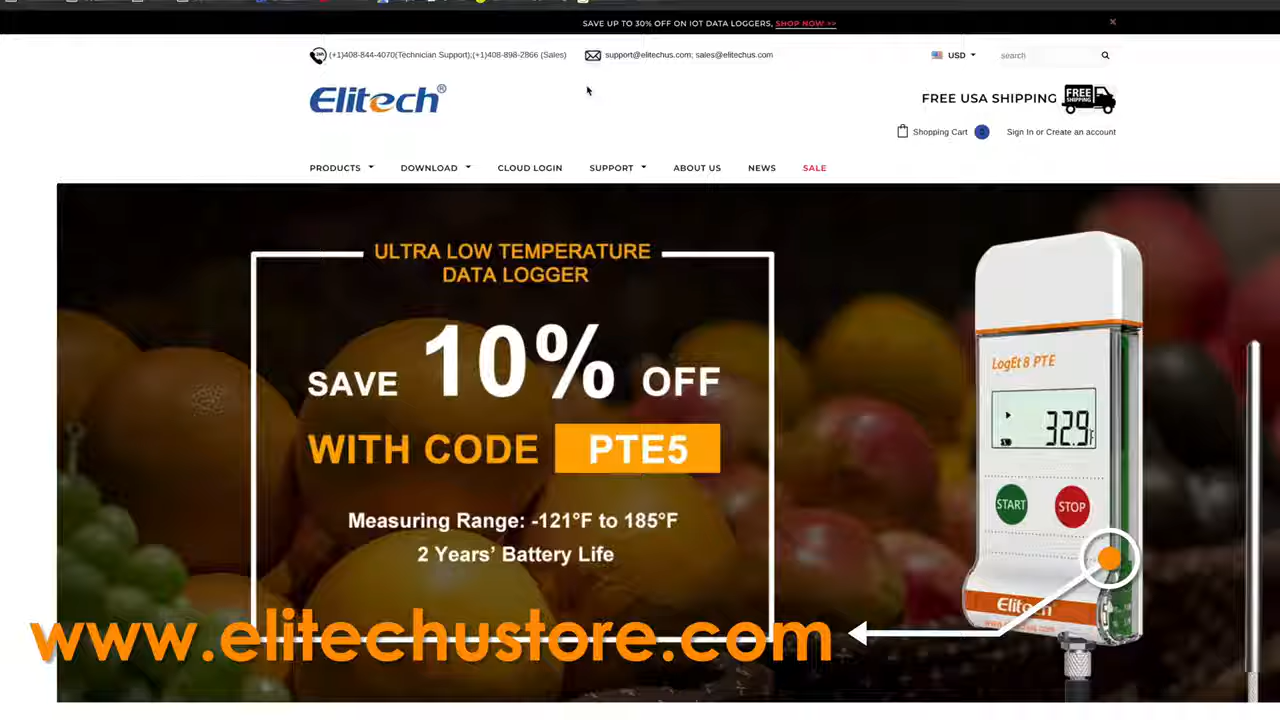 SAVE UP TO 30% OFF ON IOT DATA LOGGERS, SHOP NOW >>
(+1)408-844-4070(Technician Support);(+1)408-898-2866 (Sales)
support@elitechus.com; sales@elitechus.com
USD
search
Elitech®
FREE USA SHIPPING
FREE
SHIPPING
Shopping Cart
Sign In or Create an account
PRODUCTS
DOWNLOAD
CLOUD LOGIN
SUPPORT
ABOUT US
NEWS
SALE
ULTRA LOW TEMPERATURE
DATA LOGGER
SAVE 10% OFF
WITH CODE PTE5
Measuring Range: -121°F to 185°F
2 Years' Battery Life
LogEt 8 PTE
32.9
START
STOP
Elitech
www.elitechustore.com